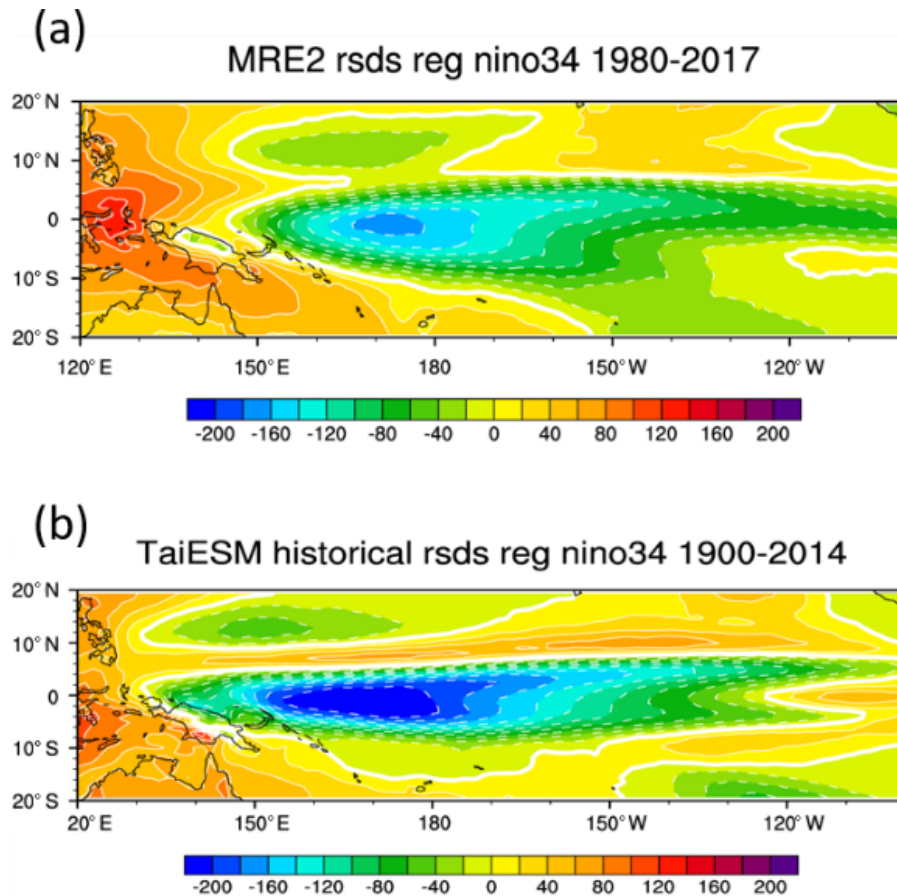 (a)
MRE2 rsds reg nino34 1980-2017
20°N
10°N
0
10°S
20°S
120°E 150°E 180 150°W 120°W
-200 -160 -120 -80 -40 0 40 80 120 160 200
(b)
TaiESM historical rsds reg nino34 1900-2014
20°N
10°N
0
10°S
20°S
20°E 150°E 180 150°W 120°W
-200 -160 -120 -80 -40 0 40 80 120 160 200